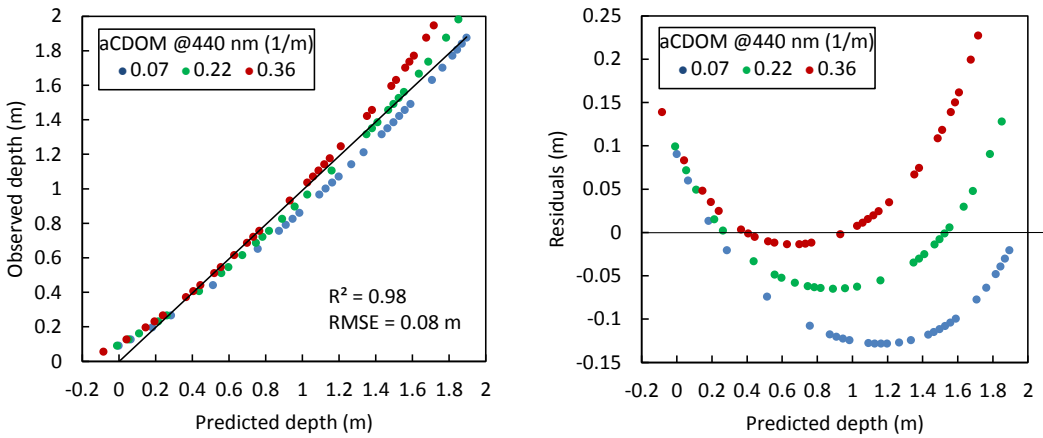 aCDOM @440 nm (1/m)
0.07 0.22 0.36
Observed depth (m)
2
1.8
1.6
1.4
1.2
1
0.8
0.6
0.4
0.2
0
R² = 0.98
RMSE = 0.08 m
-0.2 0 0.2 0.4 0.6 0.8 1 1.2 1.4 1.6 1.8 2
Predicted depth (m)
aCDOM @440 nm (1/m)
0.07 0.22 0.36
Residuals (m)
0.25
0.2
0.15
0.1
0.05
0
-0.05
-0.1
-0.15
-0.2 0 0.2 0.4 0.6 0.8 1 1.2 1.4 1.6 1.8 2
Predicted depth (m)